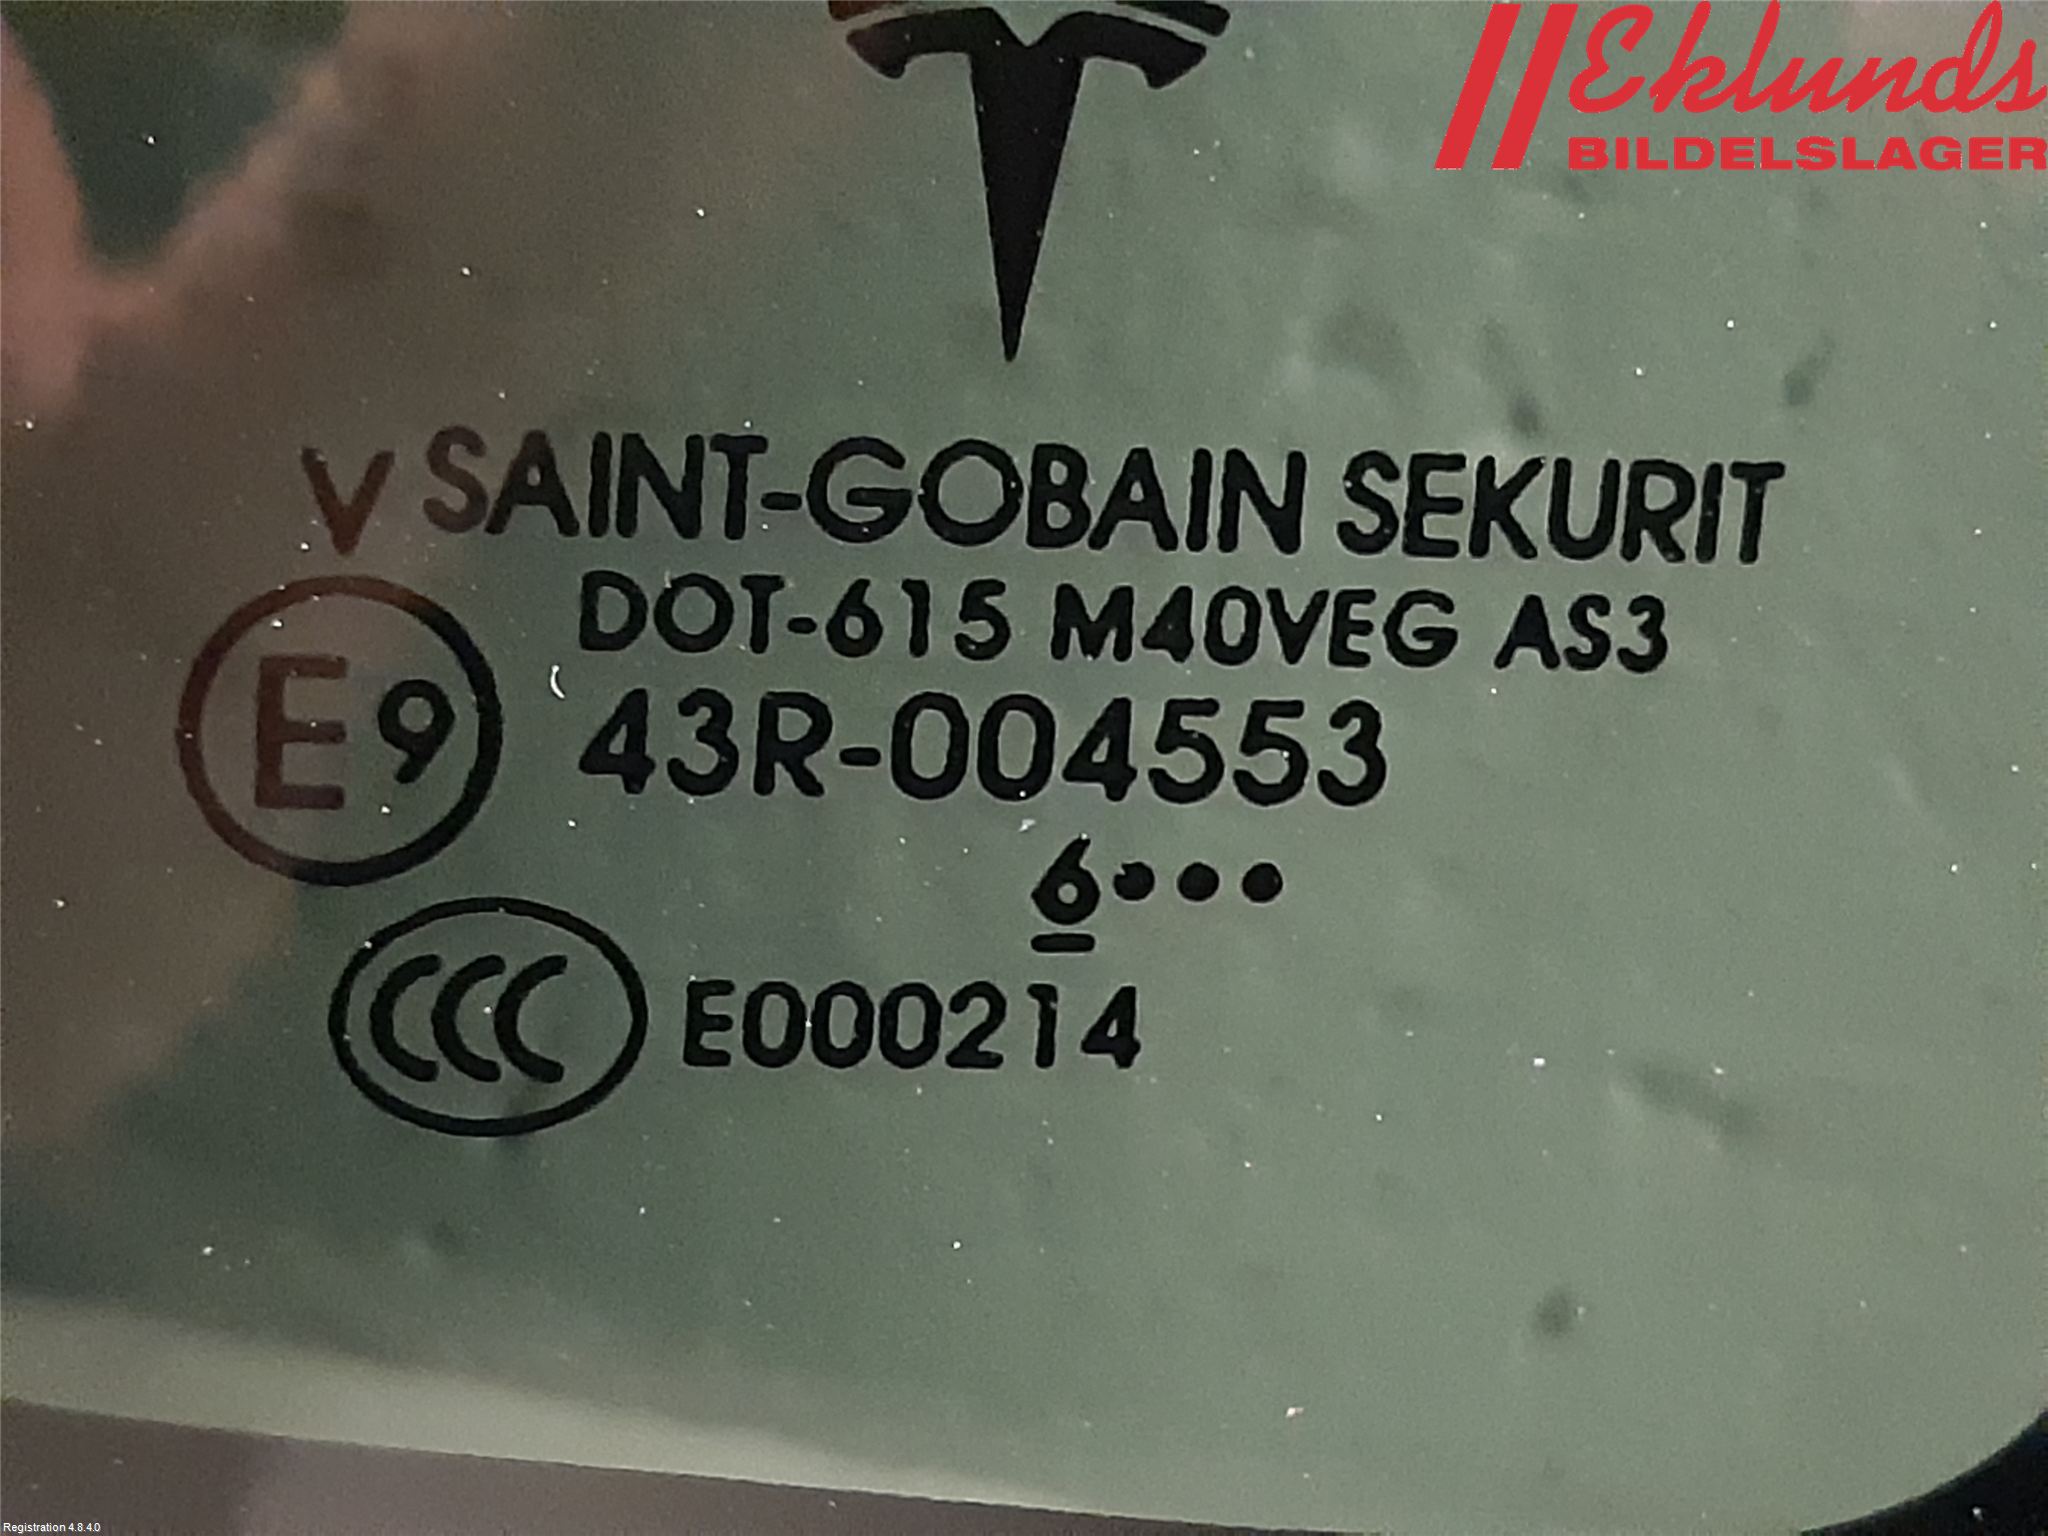 Eklunds
BILDELSLAGER
V SAINT-GOBAIN SEKURIT
DOT-615 M40VEG AS3
E9 43R-004553
6•••
CCC E000214
Registration 4.8.4.0